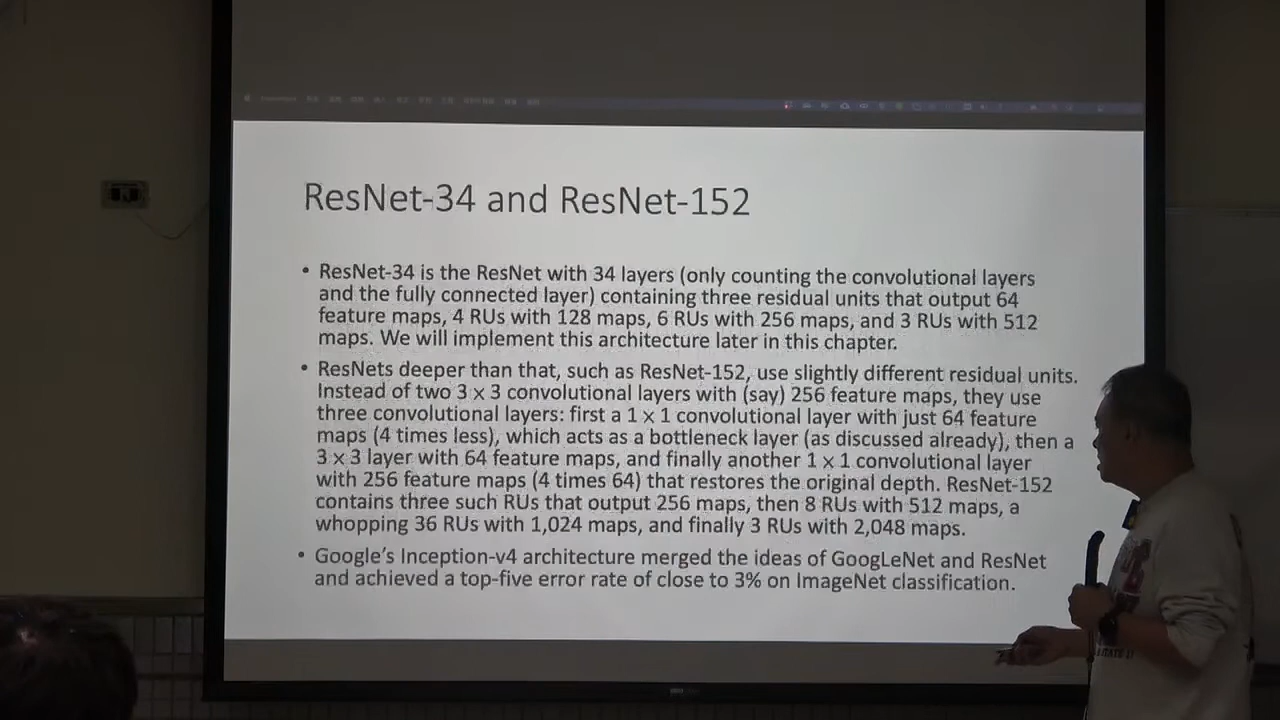 ResNet-34 and ResNet-152
• ResNet-34 is the ResNet with 34 layers (only counting the convolutional layers
and the fully connected layer) containing three residual units that output 64
feature maps, 4 RUs with 128 maps, 6 RUs with 256 maps, and 3 RUs with 512
maps. We will implement this architecture later in this chapter.
• ResNets deeper than that, such as ResNet-152, use slightly different residual units.
Instead of two 3 x 3 convolutional layers with (say) 256 feature maps, they use
three convolutional layers: first a 1 x 1 convolutional layer with just 64 feature
maps (4 times less), which acts as a bottleneck layer (as discussed already), then a
3 x 3 layer with 64 feature maps, and finally another 1 x 1 convolutional layer
with 256 feature maps (4 times 64) that restores the original depth. ResNet-152
contains three such RUs that output 256 maps, then 8 RUs with 512 maps, a
whopping 36 RUs with 1,024 maps, and finally 3 RUs with 2,048 maps.
• Google's Inception-v4 architecture merged the ideas of GoogLeNet and ResNet
and achieved a top-five error rate of close to 3% on ImageNet classification.